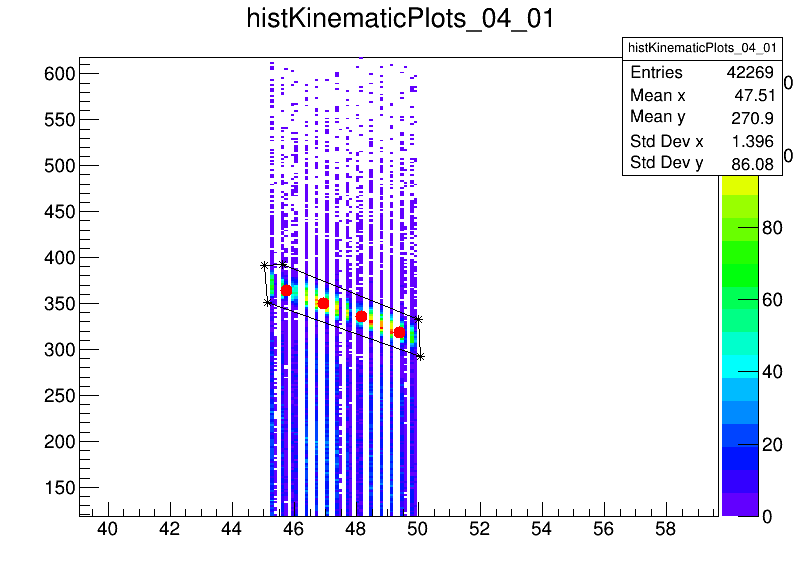 histKinematicPlots_04_01
histKinematicPlots_04_01
Entries 42269
Mean x 47.51
Mean y 270.9
Std Dev x 1.396
Std Dev y 86.08
600
550
500
450
400
350
300
250
200
150
40 42 44 46 48 50 52 54 56 58
0
0
80
60
40
20
0